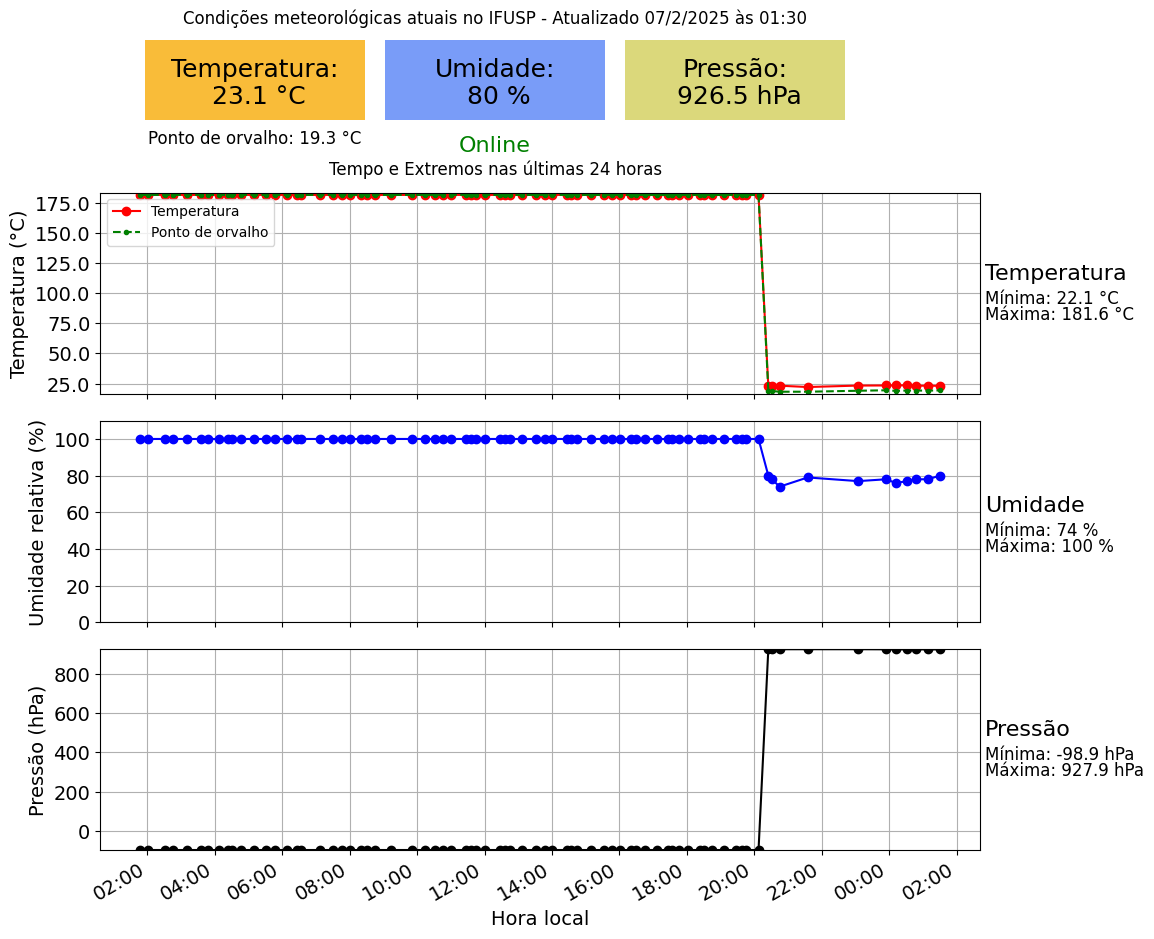 Condições meteorológicas atuais no IFUSP - Atualizado 07/2/2025 às 01:30
Temperatura:
23.1 °C
Umidade:
80 %
Pressão:
926.5 hPa
Ponto de orvalho: 19.3 °C
Online
Tempo e Extremos nas últimas 24 horas
Temperatura (°C)
175.0
150.0
125.0
100.0
75.0
50.0
25.0
Temperatura
Ponto de orvalho
Temperatura
Mínima: 22.1 °C
Máxima: 181.6 °C
Umidade relativa (%)
100
80
60
40
20
0
Umidade
Mínima: 74 %
Máxima: 100 %
Pressão (hPa)
800
600
400
200
0
Pressão
Mínima: -98.9 hPa
Máxima: 927.9 hPa
02:00
04:00
06:00
08:00
10:00
12:00
14:00
16:00
18:00
20:00
22:00
00:00
02:00
Hora local